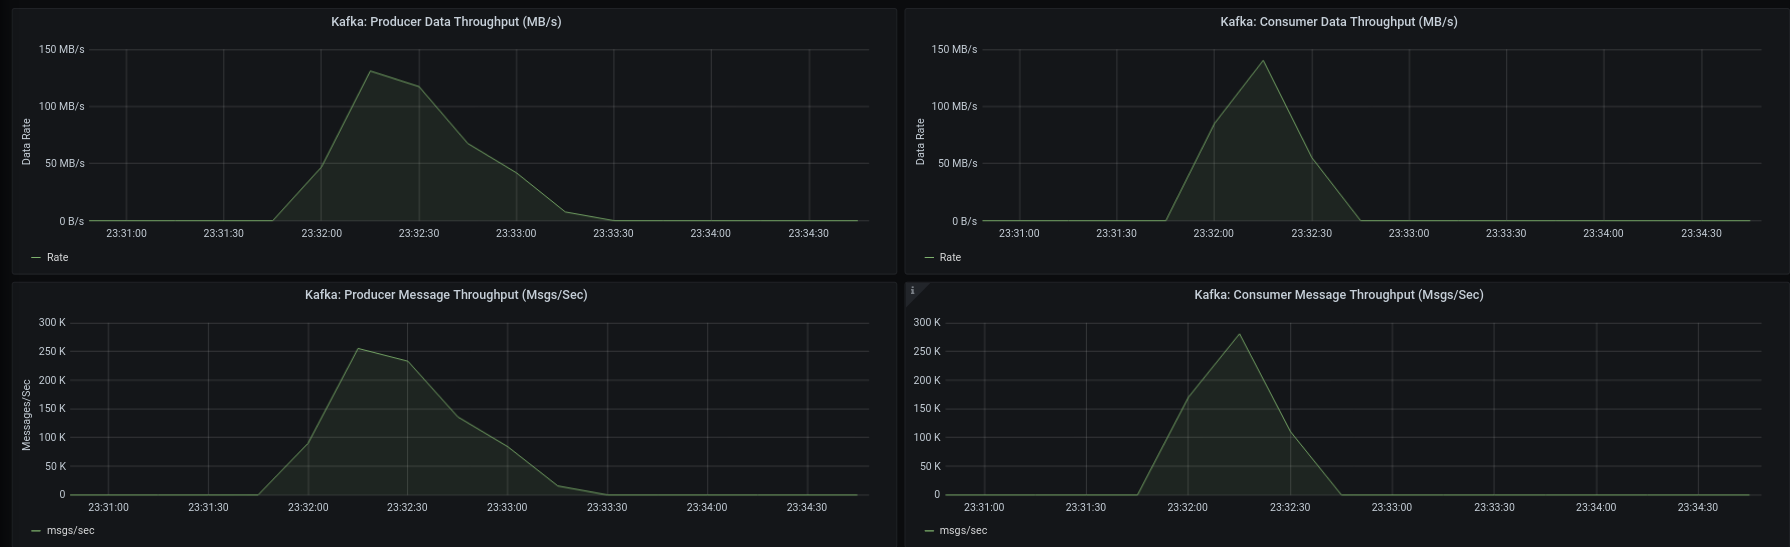 Kafka: Producer Data Throughput (MB/s)
150 MB/s
100 MB/s
50 MB/s
0 B/s
Data Rate
23:31:00 23:31:30 23:32:00 23:32:30 23:33:00 23:33:30 23:34:00 23:34:30
Rate
Kafka: Consumer Data Throughput (MB/s)
150 MB/s
100 MB/s
50 MB/s
0 B/s
Data Rate
23:31:00 23:31:30 23:32:00 23:32:30 23:33:00 23:33:30 23:34:00 23:34:30
Rate
Kafka: Producer Message Throughput (Msgs/Sec)
300 K
250 K
200 K
150 K
100 K
50 K
0
Messages/Sec
23:31:00 23:31:30 23:32:00 23:32:30 23:33:00 23:33:30 23:34:00 23:34:30
msgs/sec
i
Kafka: Consumer Message Throughput (Msgs/Sec)
300 K
250 K
200 K
150 K
100 K
50 K
0
23:31:00 23:31:30 23:32:00 23:32:30 23:33:00 23:33:30 23:34:00 23:34:30
msgs/sec